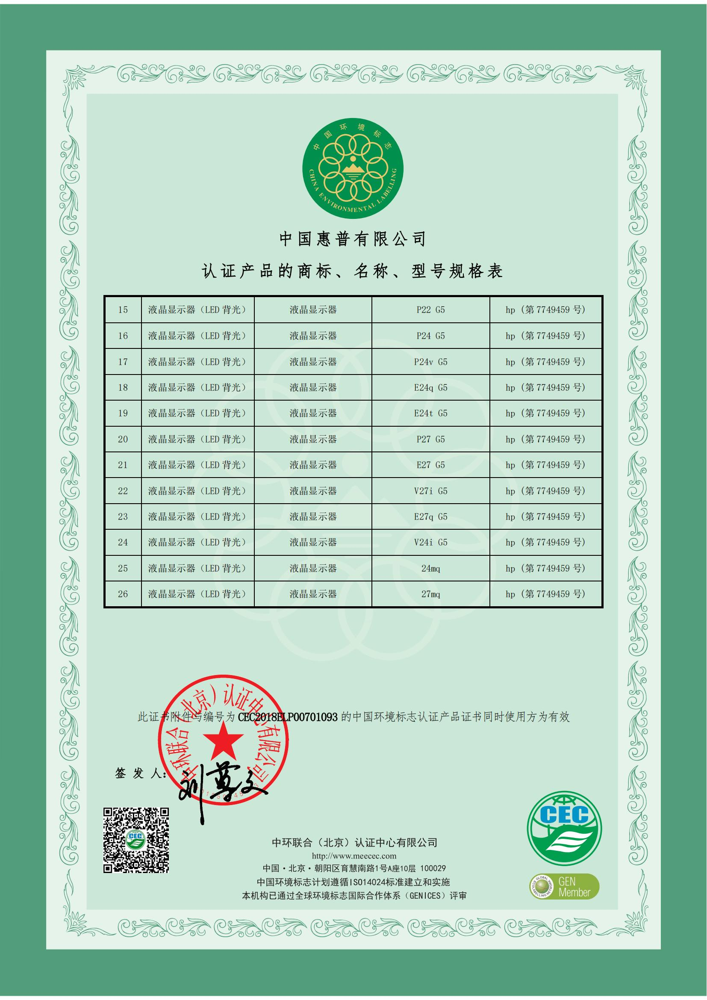 中国环境标志
CHINA ENVIRONMENTAL LABELLING
中国惠普有限公司
认证产品的商标、名称、型号规格表
15 液晶显示器（LED 背光） 液晶显示器 P22 G5 hp（第 7749459 号）
16 液晶显示器（LED 背光） 液晶显示器 P24 G5 hp（第 7749459 号）
17 液晶显示器（LED 背光） 液晶显示器 P24v G5 hp（第 7749459 号）
18 液晶显示器（LED 背光） 液晶显示器 E24q G5 hp（第 7749459 号）
19 液晶显示器（LED 背光） 液晶显示器 E24t G5 hp（第 7749459 号）
20 液晶显示器（LED 背光） 液晶显示器 P27 G5 hp（第 7749459 号）
21 液晶显示器（LED 背光） 液晶显示器 E27 G5 hp（第 7749459 号）
22 液晶显示器（LED 背光） 液晶显示器 V27i G5 hp（第 7749459 号）
23 液晶显示器（LED 背光） 液晶显示器 E27q G5 hp（第 7749459 号）
24 液晶显示器（LED 背光） 液晶显示器 V24i G5 hp（第 7749459 号）
25 液晶显示器（LED 背光） 液晶显示器 24mq hp（第 7749459 号）
26 液晶显示器（LED 背光） 液晶显示器 27mq hp（第 7749459 号）
中环联合（北京）认证中心有限公司
此证书附件与编号为 CEC2018ELP00701093 的中国环境标志认证产品证书同时使用方为有效
签 发 人：
刘尊文
CEC
CEC
中环联合（北京）认证中心有限公司
http://www.meecec.com
中国·北京·朝阳区育慧南路1号A座10层 100029
中国环境标志计划遵循ISO14024标准建立和实施
本机构已通过全球环境标志国际合作体系（GENICES）评审
GLOBAL ECOLABELLING NETWORK
GEN
Member